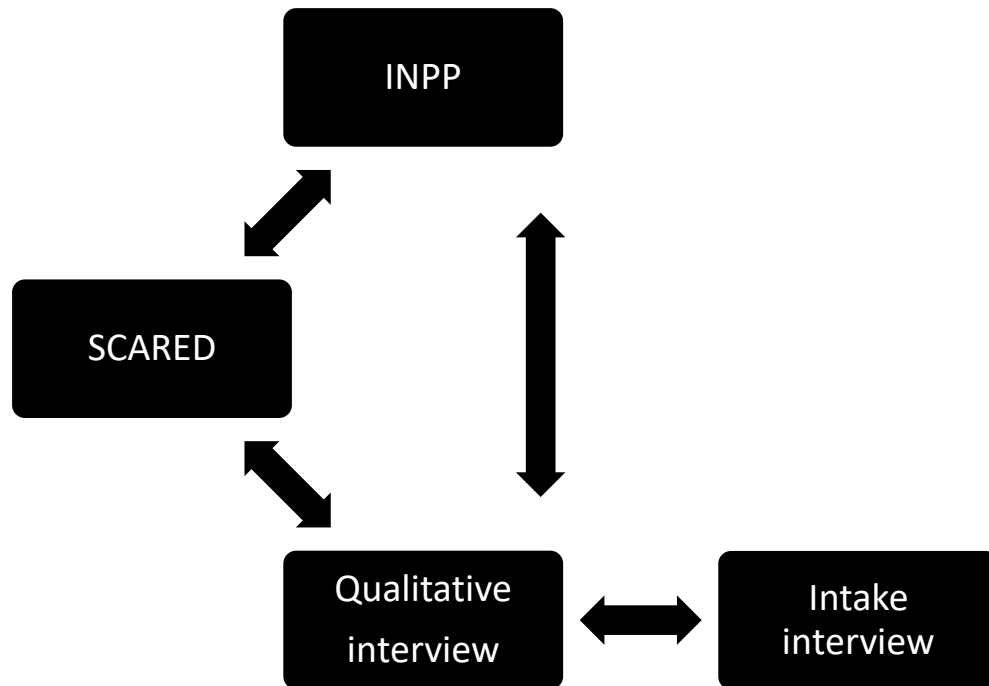 INPP
SCARED
Qualitative
interview
Intake
interview